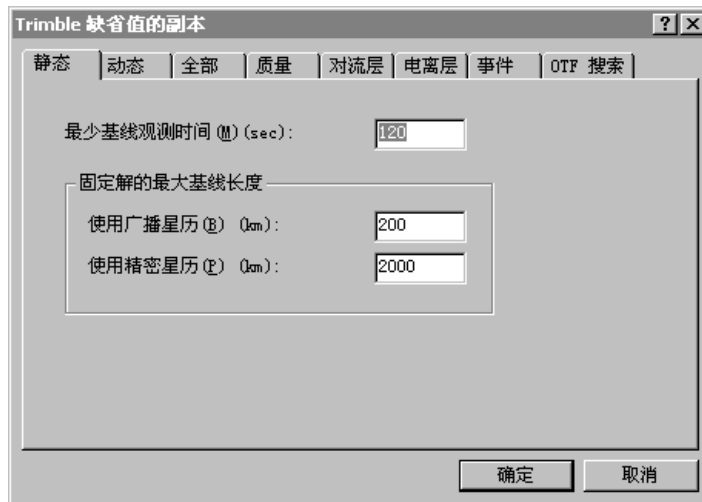 Trimble 缺省值的副本
静态 动态 全部 质量 对流层 电离层 事件 OTF 搜索
最少基线观测时间(M)(sec): 120
固定解的最大基线长度
使用广播星历(B) (km): 200
使用精密星历(P) (km): 2000
确定 取消